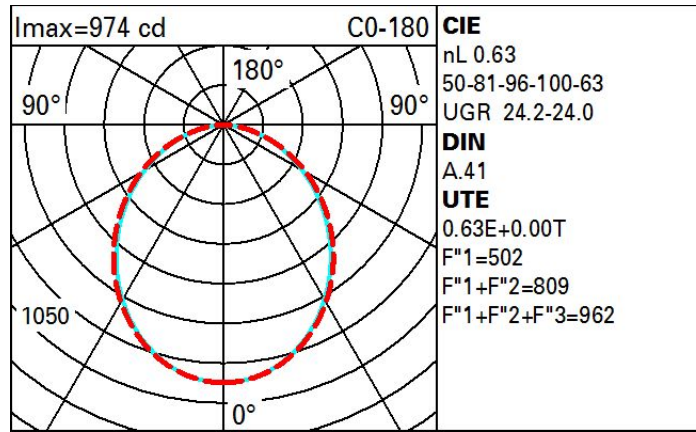 Imax=974 cd C0-180
180°
90° 90°
1050
0°
CIE
nL 0.63
50-81-96-100-63
UGR 24.2-24.0
DIN
A.41
UTE
0.63E+0.00T
F"1=502
F"1+F"2=809
F"1+F"2+F"3=962